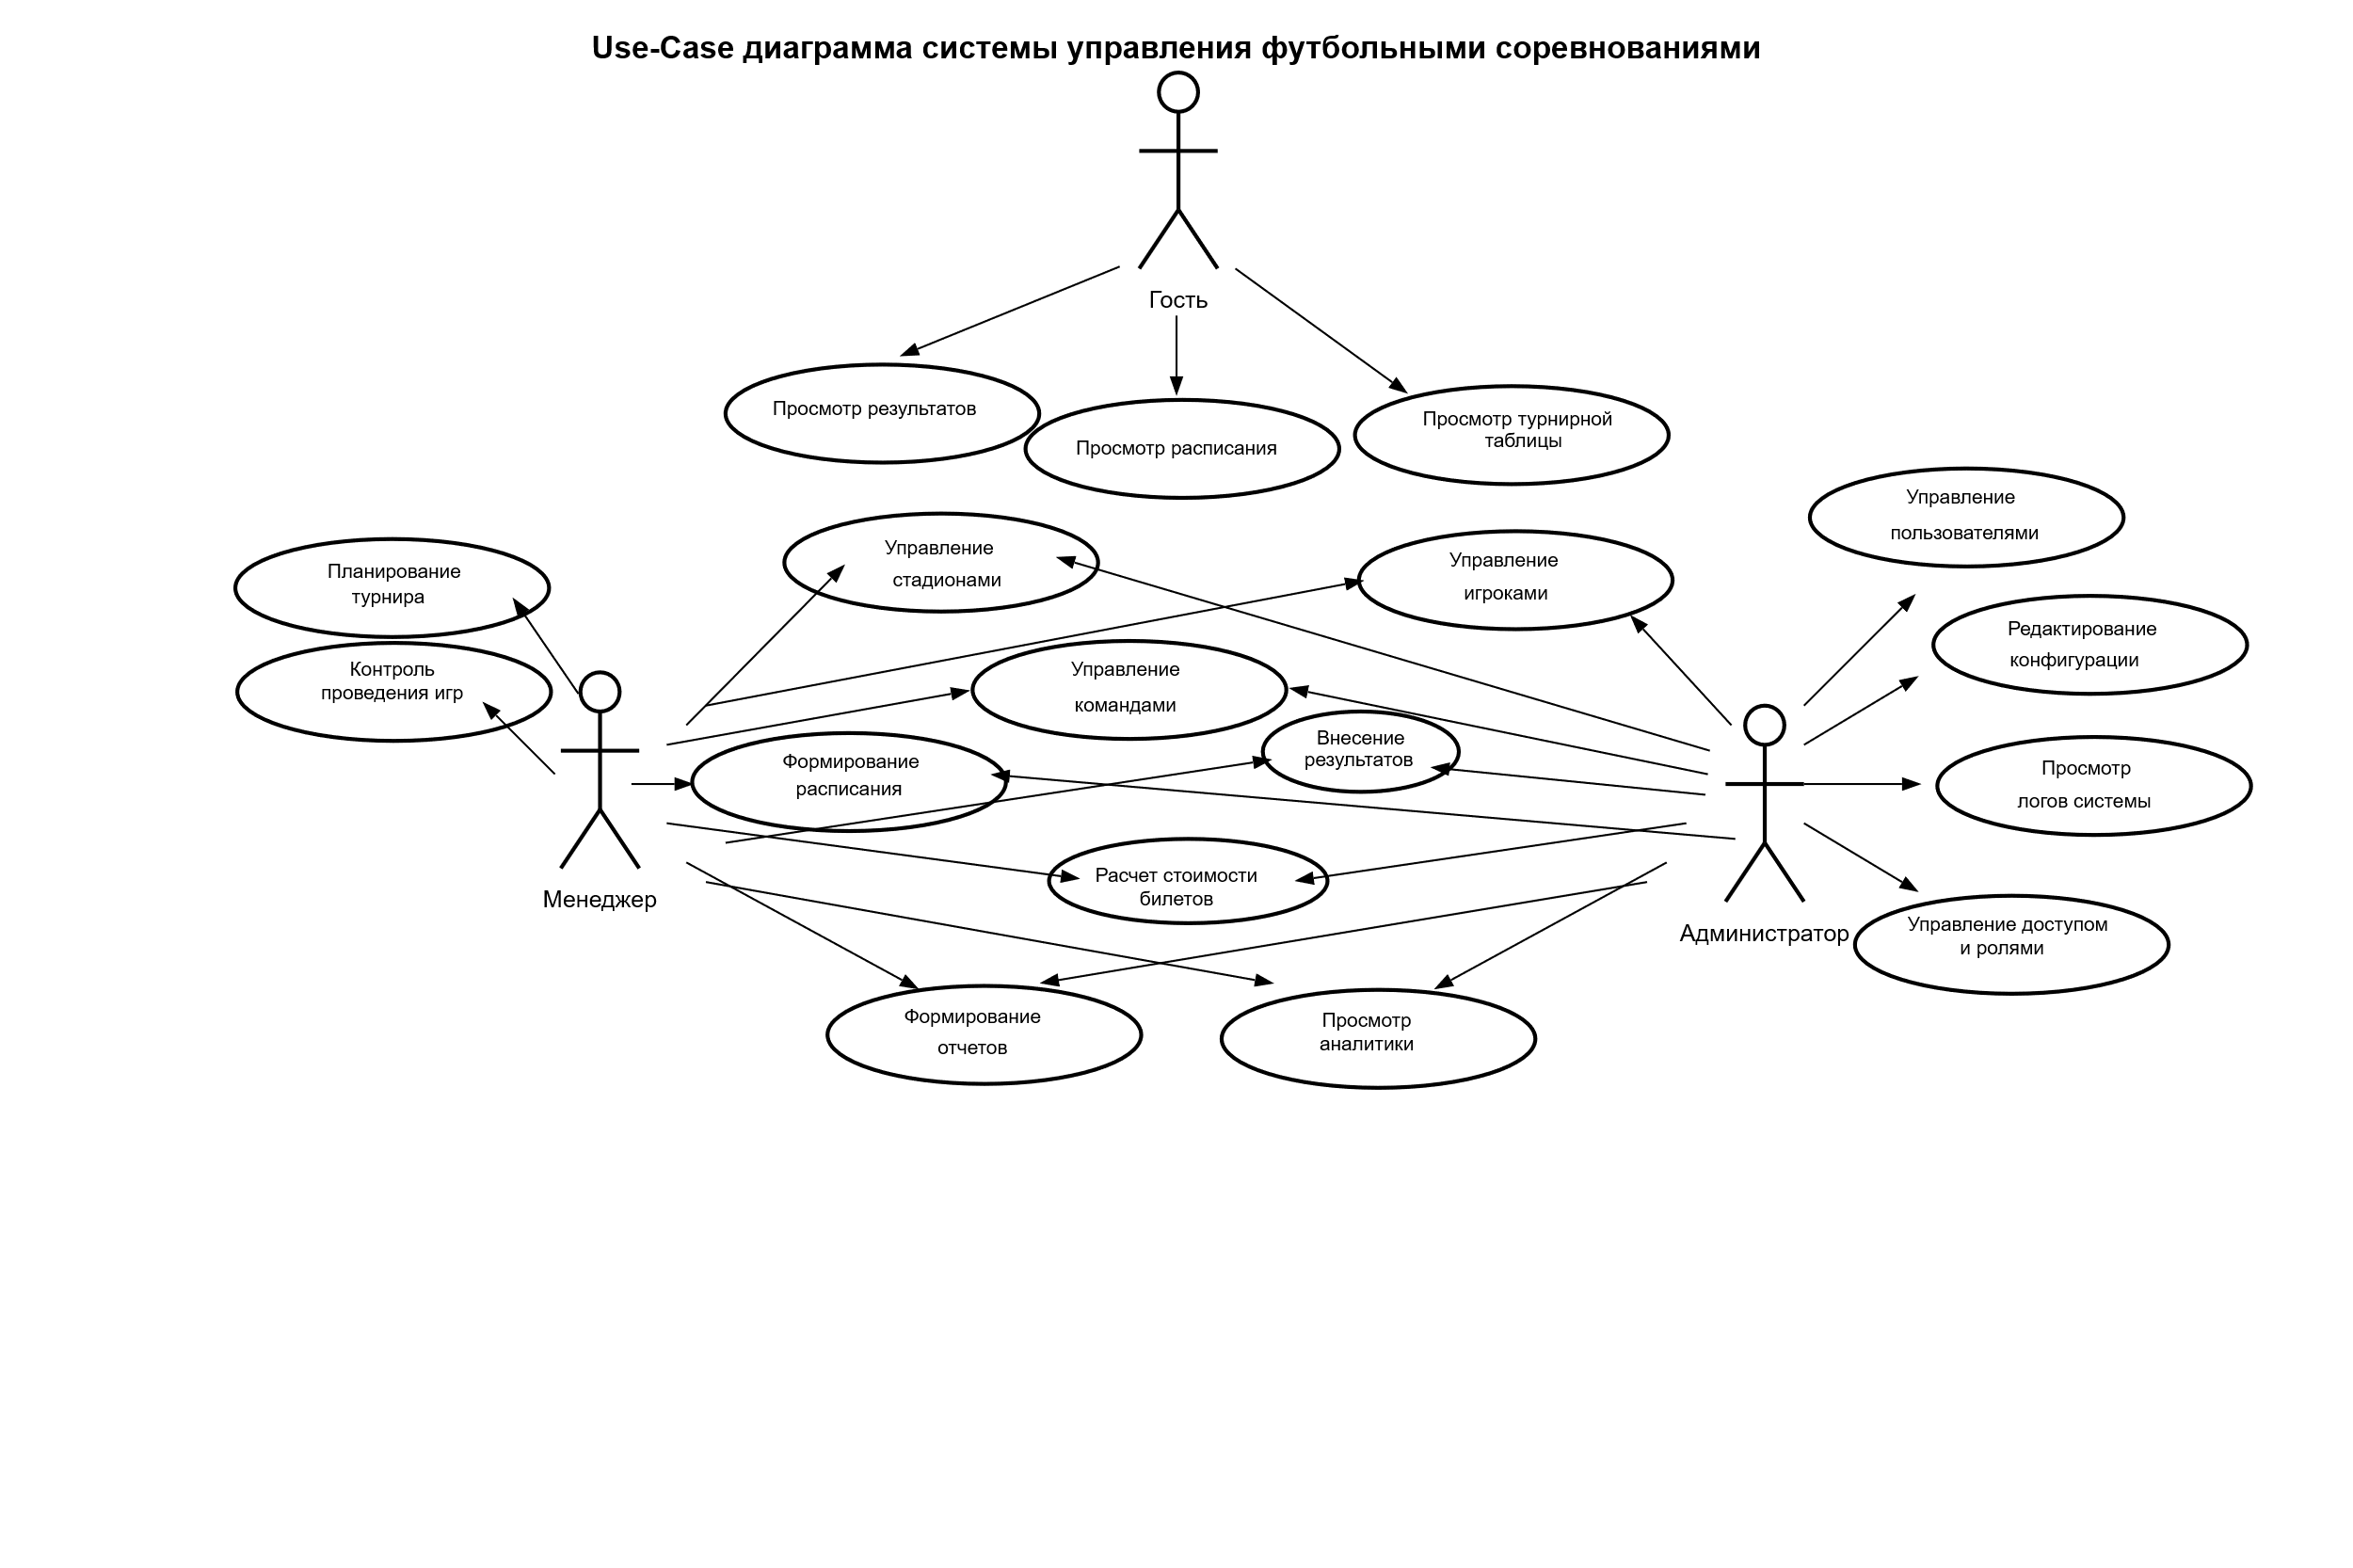 Use-Case диаграмма системы управления футбольными соревнованиями
Гость
Просмотр результатов
Просмотр расписания
Просмотр турнирной
таблицы
Управление
пользователями
Управление
стадионами
Управление
игроками
Планирование
турнира
Редактирование
конфигурации
Контроль
проведения игр
Управление
командами
Внесение
результатов
Формирование
расписания
Просмотр
логов системы
Расчет стоимости
билетов
Менеджер
Администратор
Управление доступом
и ролями
Формирование
отчетов
Просмотр
аналитики